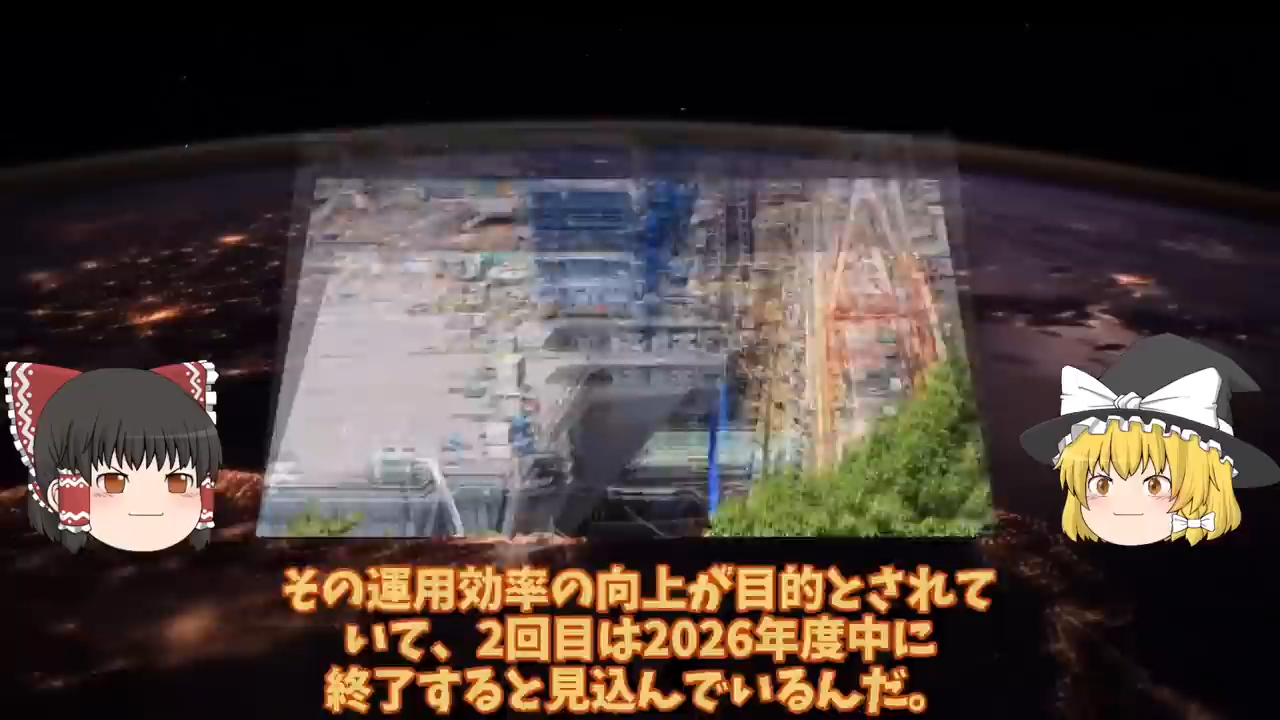 その運用効率の向上が目的とされて
いて、2回目は2026年度中に
終了すると見込んでいるんだ。